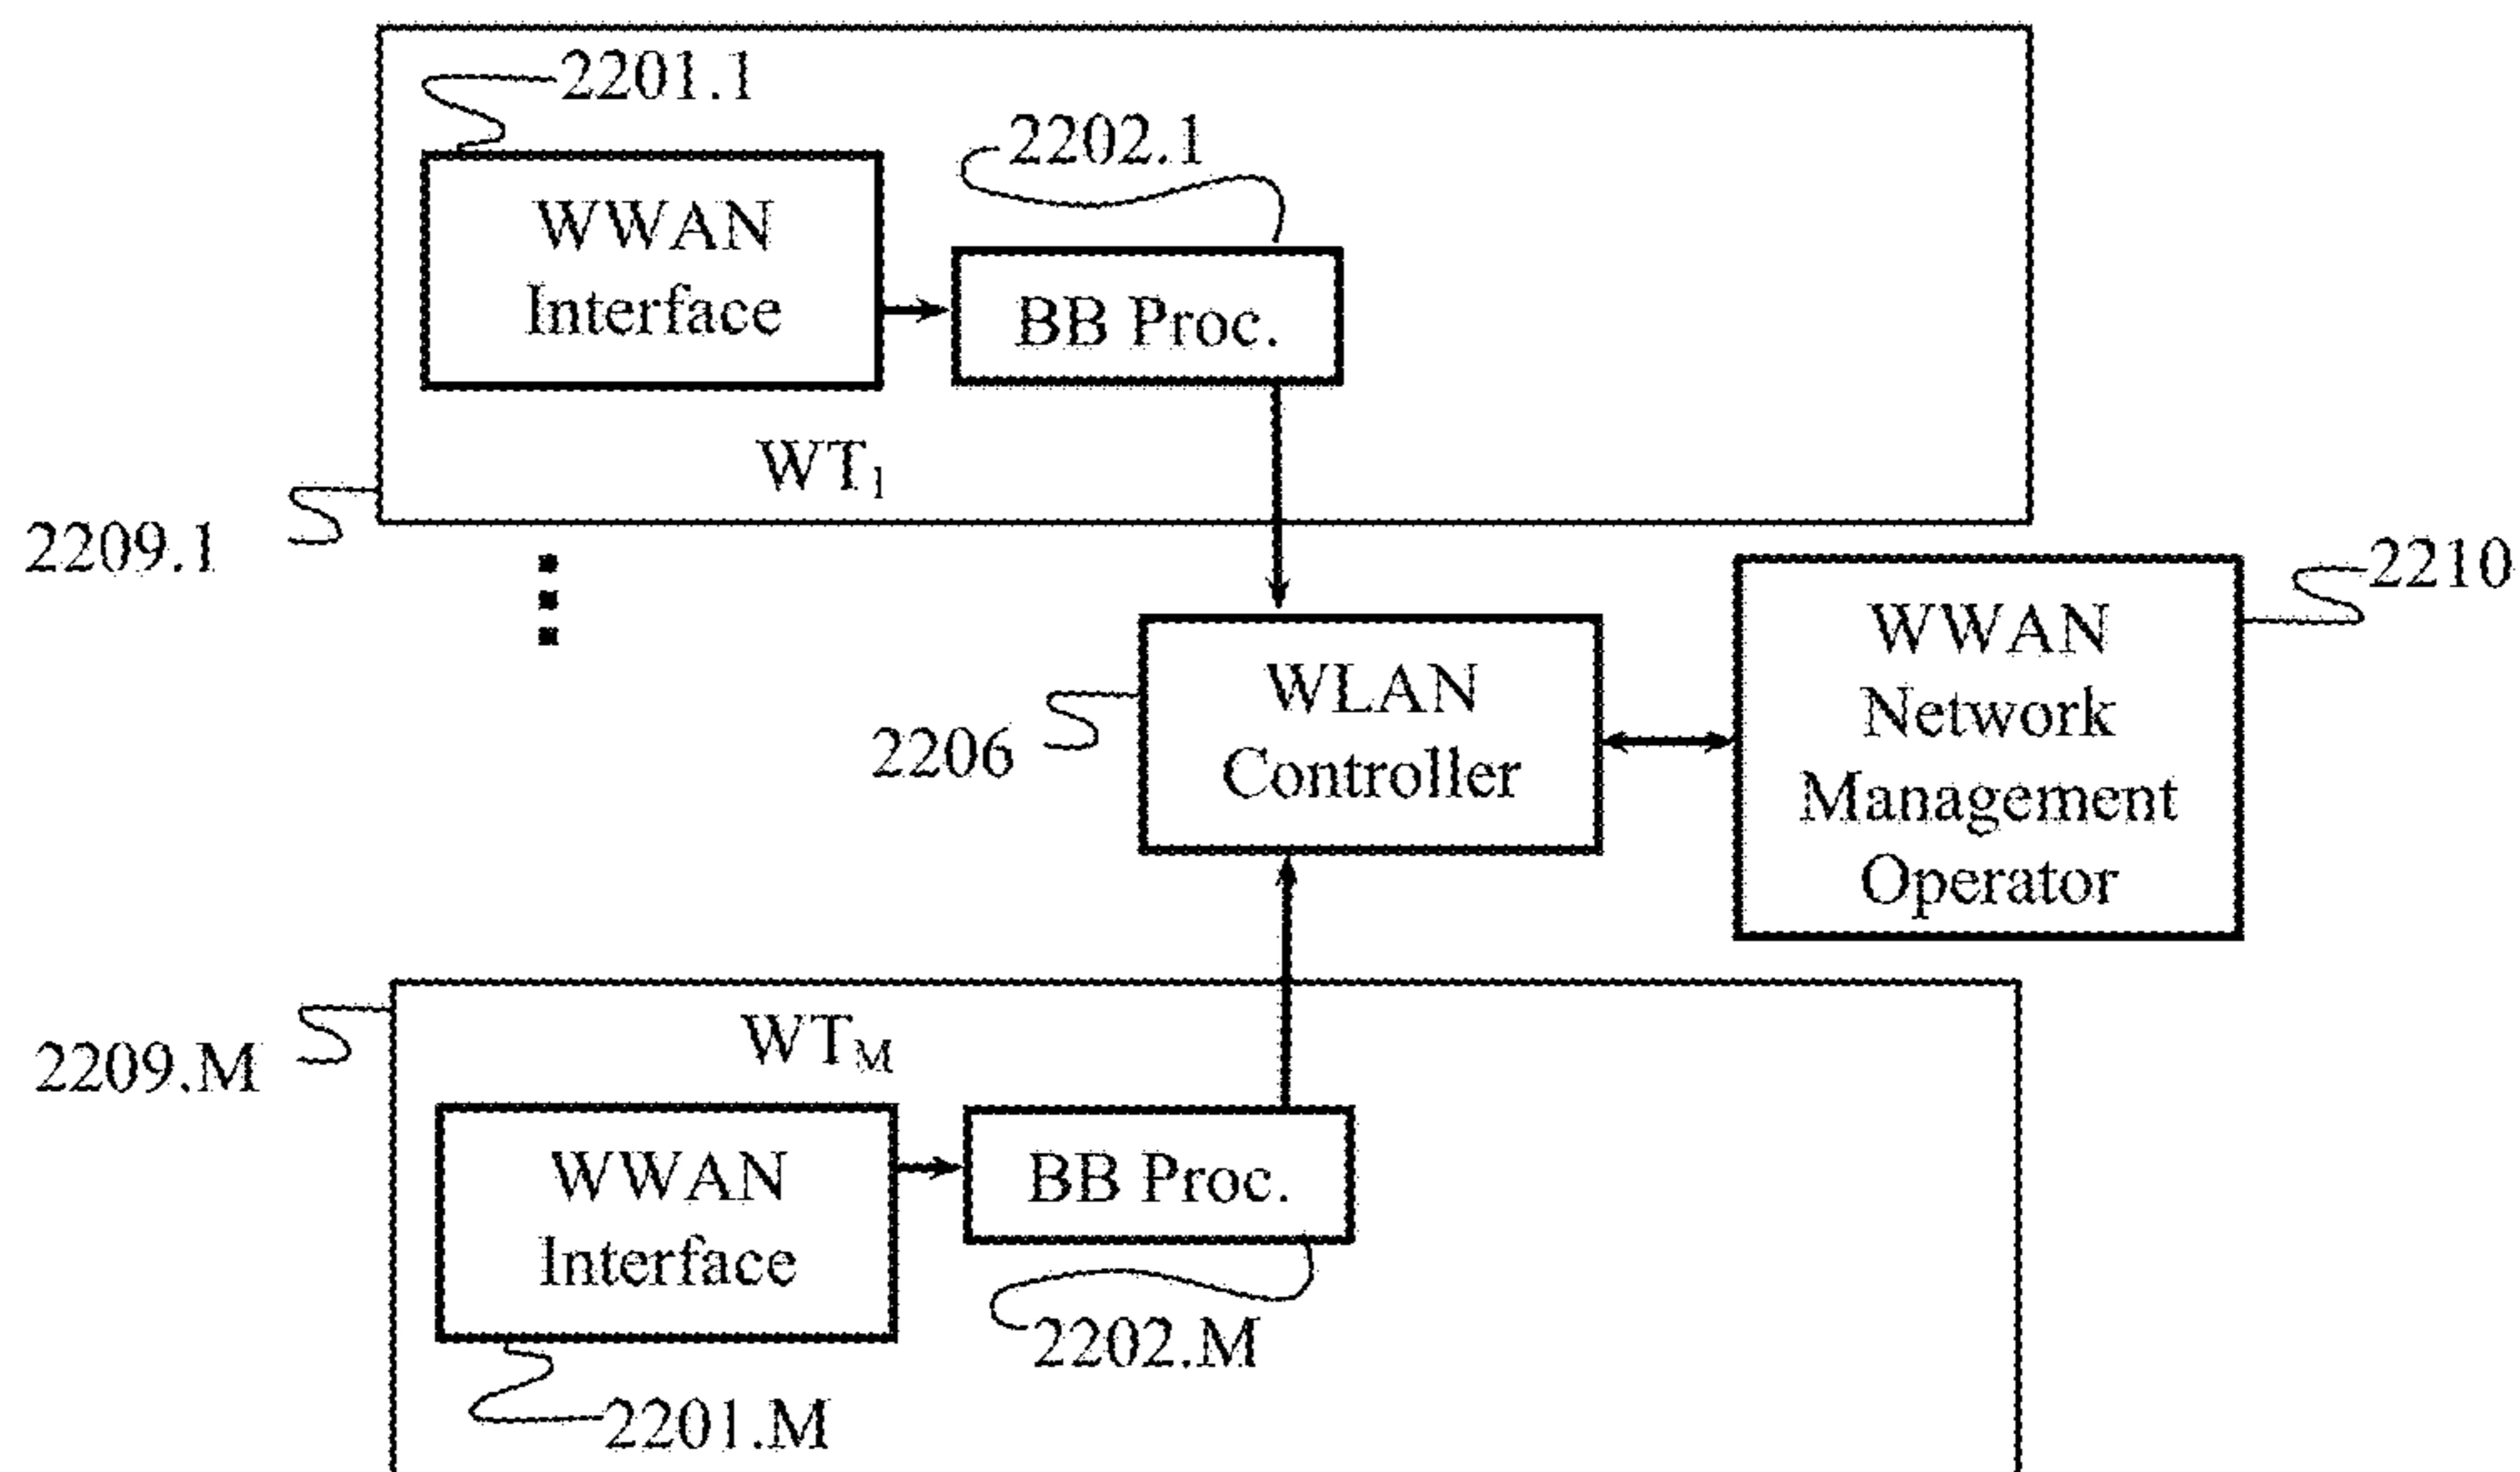 2201.1
2202.1
WWAN
Interface
BB Proc.
WT1
2209.1
2210
WWAN
Network
Management
Operator
WLAN
Controller
2206
2209.M
WTM
WWAN
Interface
BB Proc.
2202.M
2201.M